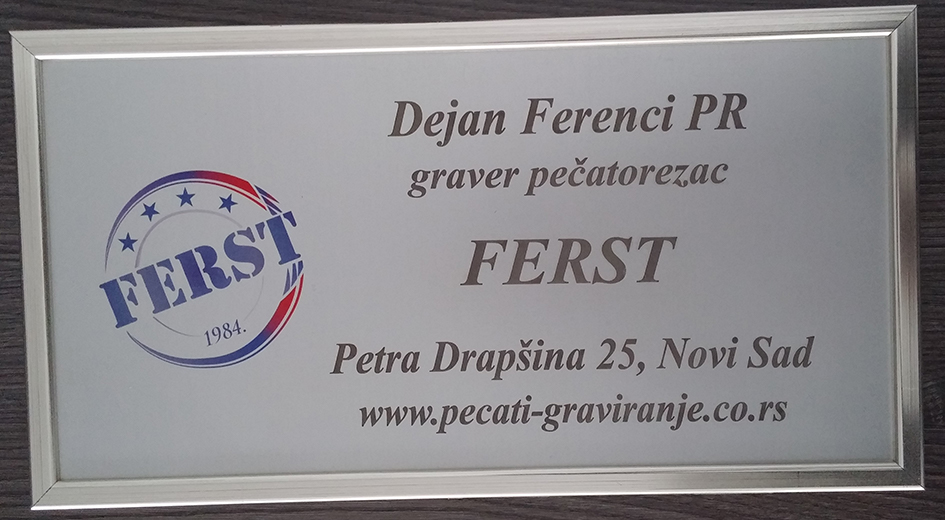 FERST
1984.
Dejan Ferenci PR
graver pečatorezac
FERST
Petra Drapšina 25, Novi Sad
www.pecati-graviranje.co.rs